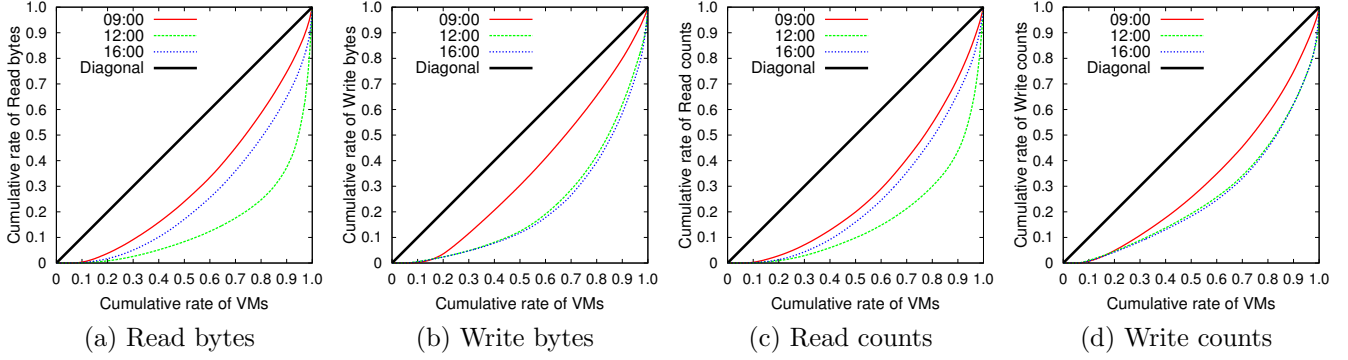 Cumulative rate of Read bytes
1.0
0.9
0.8
0.7
0.6
0.5
0.4
0.3
0.2
0.1
0
09:00
12:00
16:00
Diagonal
0 0.1 0.2 0.3 0.4 0.5 0.6 0.7 0.8 0.9 1.0
Cumulative rate of VMs
(a) Read bytes
Cumulative rate of Write bytes
1.0
0.9
0.8
0.7
0.6
0.5
0.4
0.3
0.2
0.1
0
09:00
12:00
16:00
Diagonal
0 0.1 0.2 0.3 0.4 0.5 0.6 0.7 0.8 0.9 1.0
Cumulative rate of VMs
(b) Write bytes
Cumulative rate of Read counts
1.0
0.9
0.8
0.7
0.6
0.5
0.4
0.3
0.2
0.1
0
09:00
12:00
16:00
Diagonal
0 0.1 0.2 0.3 0.4 0.5 0.6 0.7 0.8 0.9 1.0
Cumulative rate of VMs
(c) Read counts
Cumulative rate of Write counts
1.0
0.9
0.8
0.7
0.6
0.5
0.4
0.3
0.2
0.1
0
09:00
12:00
16:00
Diagonal
0 0.1 0.2 0.3 0.4 0.5 0.6 0.7 0.8 0.9 1.0
Cumulative rate of VMs
(d) Write counts